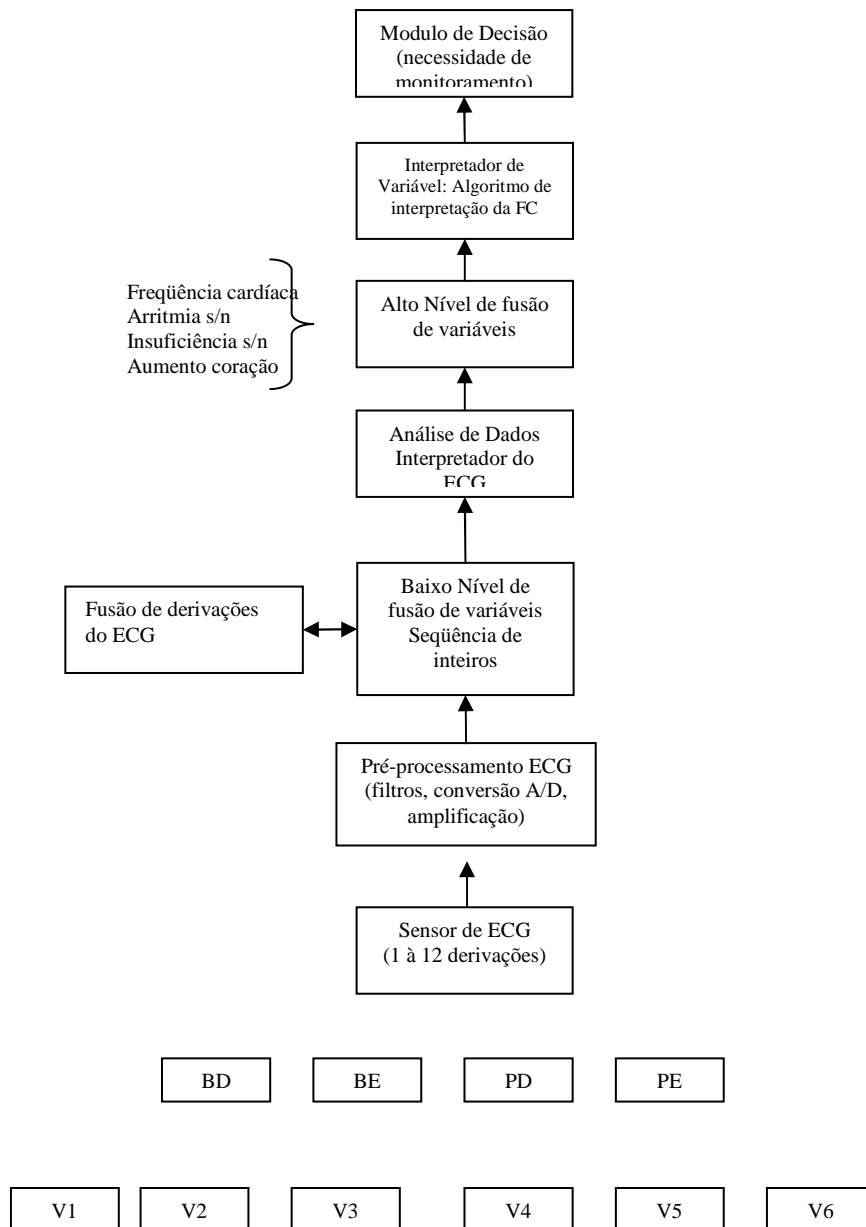 Modulo de Decisão
(necessidade de
monitoramento)
Interpretador de
Variável: Algoritmo de
interpretação da FC
Freqüência cardíaca
Arritmia s/n
Insuficiência s/n
Aumento coração
Alto Nível de fusão
de variáveis
Análise de Dados
Interpretador do
ECG
Fusão de derivações
do ECG
Baixo Nível de
fusão de variáveis
Seqüência de
inteiros
Pré-processamento ECG
(filtros, conversão A/D,
amplificação)
Sensor de ECG
(1 à 12 derivações)
BD
BE
PD
PE
V1
V2
V3
V4
V5
V6